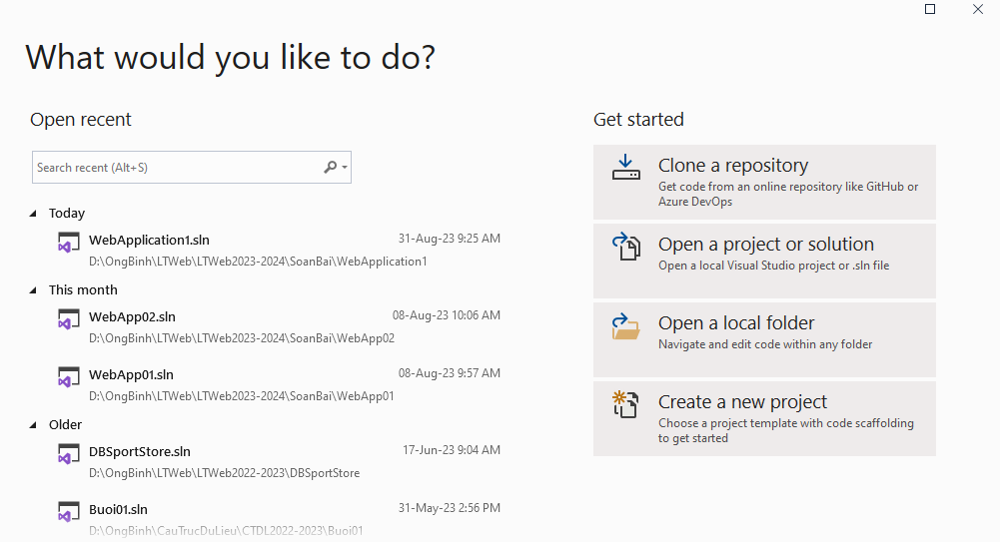 What would you like to do?
Open recent
Search recent (Alt+S)
Today
WebApplication1.sln
31-Aug-23 9:25 AM
D:\OngBinh\LTWeb\LTWeb2023-2024\SoanBai\WebApplication1
This month
WebApp02.sln
08-Aug-23 10:06 AM
D:\OngBinh\LTWeb\LTWeb2023-2024\SoanBai\WebApp02
WebApp01.sln
08-Aug-23 9:57 AM
D:\OngBinh\LTWeb\LTWeb2023-2024\SoanBai\WebApp01
Older
DBSportStore.sln
17-Jun-23 9:04 AM
D:\OngBinh\LTWeb\LTWeb2022-2023\DBSportStore
Buoi01.sln
31-May-23 2:56 PM
D:\OngBinh\CauTrucDuLieu\CTDL2022-2023\Buoi01
Get started
Clone a repository
Get code from an online repository like GitHub or
Azure DevOps
Open a project or solution
Open a local Visual Studio project or .sln file
Open a local folder
Navigate and edit code within any folder
Create a new project
Choose a project template with code scaffolding
to get started